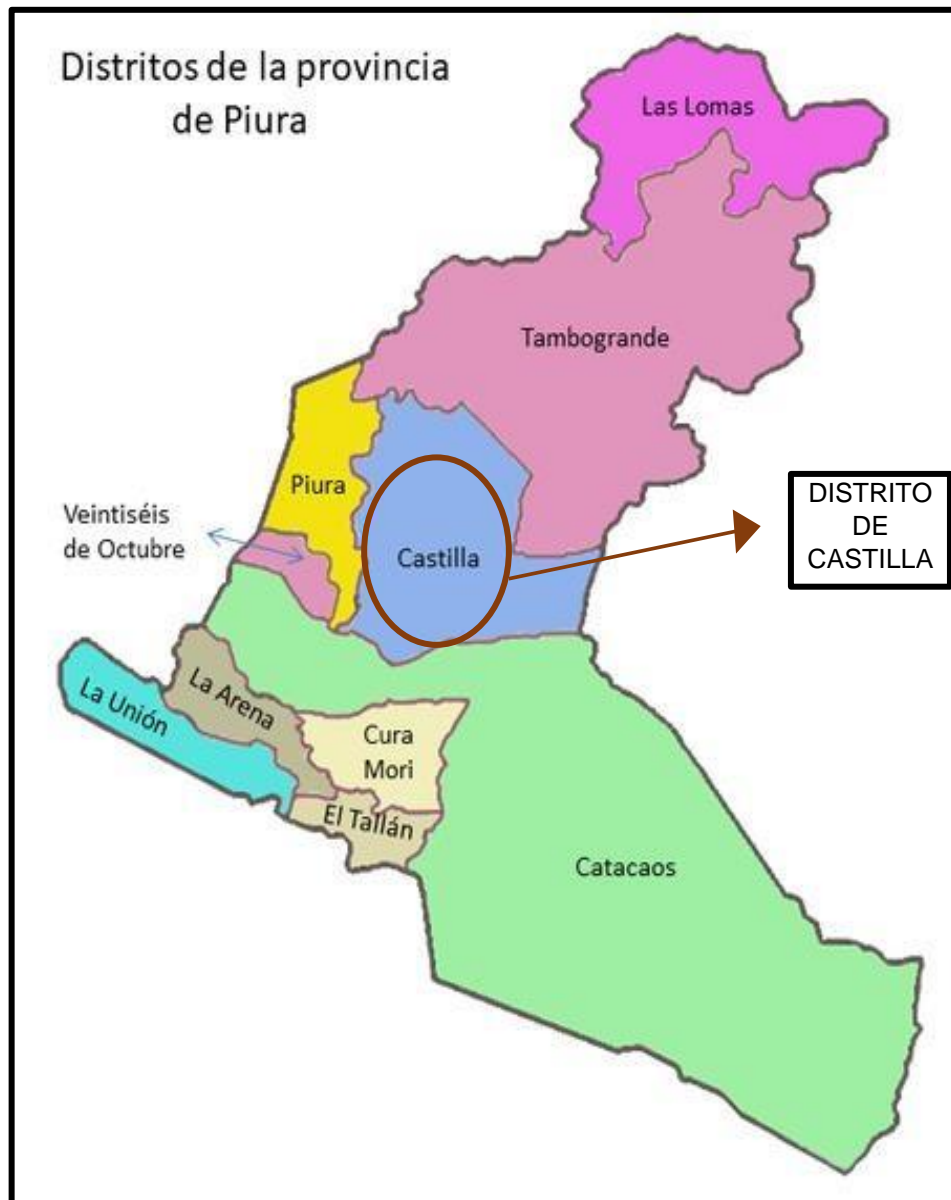 Distritos de la provincia
de Piura
Las Lomas
Tambogrande
Piura
Veintiséis
de Octubre
Castilla
DISTRITO
DE
CASTILLA
La Unión
La Arena
Cura
Mori
El Tallán
Catacaos